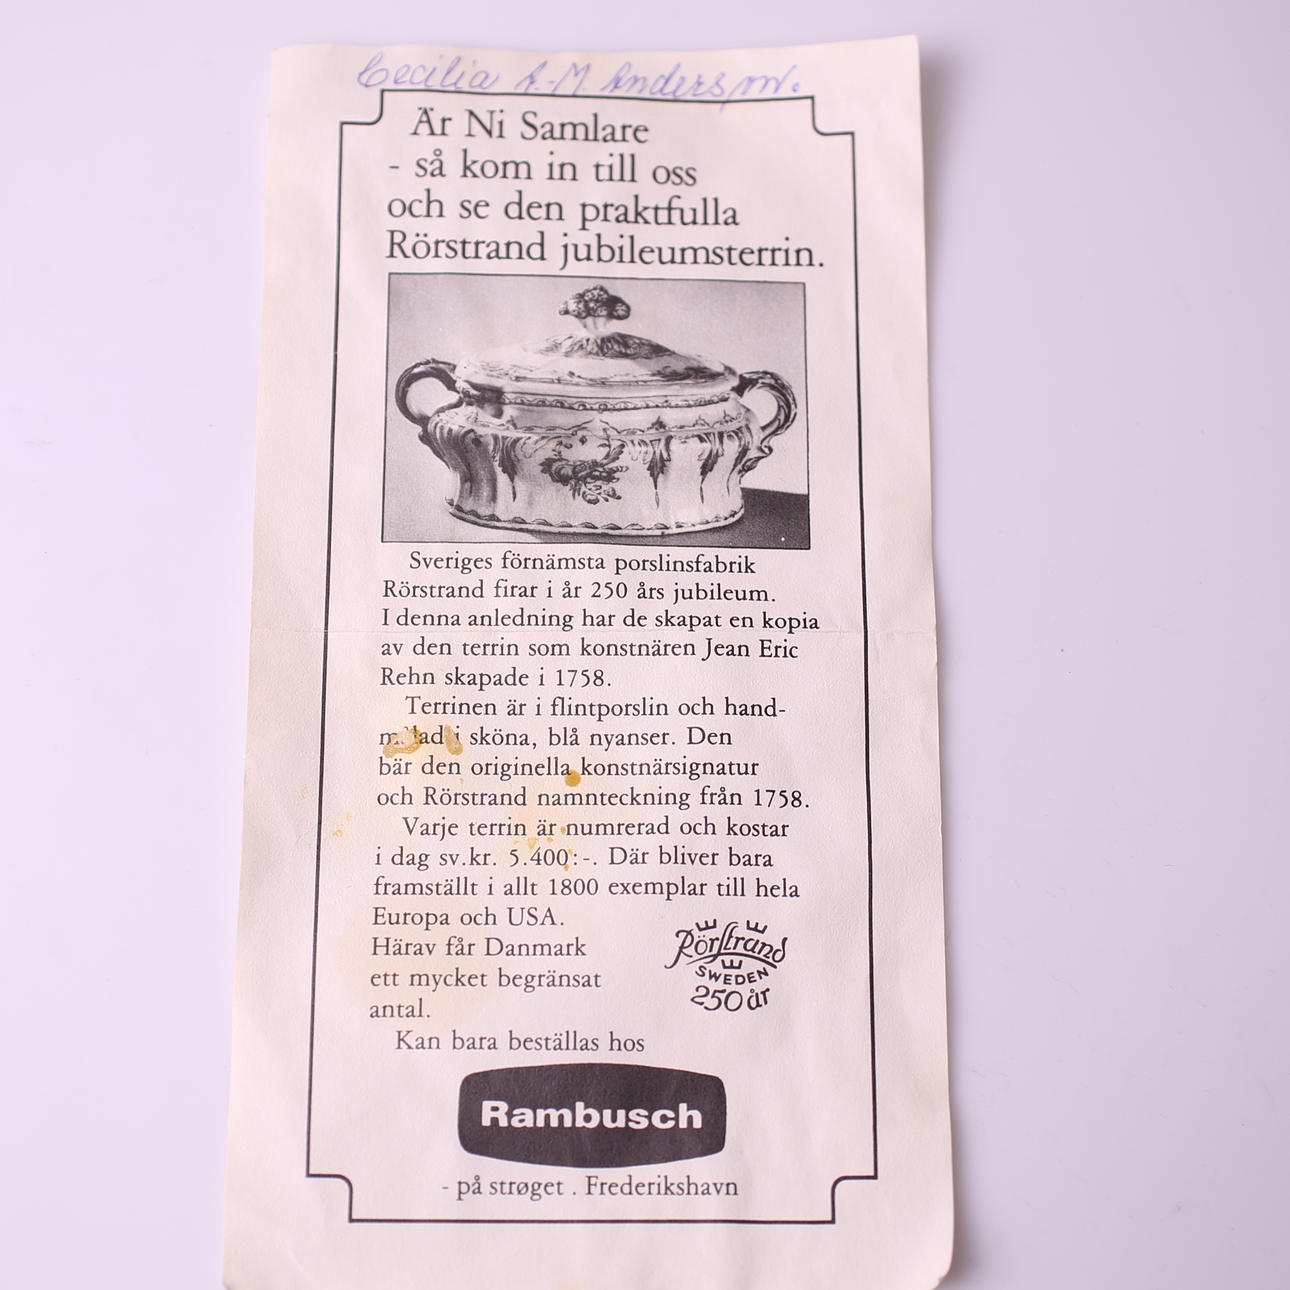 Cecilia A-M. Andersson.
Är Ni Samlare
- så kom in till oss
och se den praktfulla
Rörstrand jubileumsterrin.
Sveriges förnämsta porslinsfabrik
Rörstrand firar i år 250 års jubileum.
I denna anledning har de skapat en kopia
av den terrin som konstnären Jean Eric
Rehn skapade i 1758.
Terrinen är i flintporslin och hand-
målad i sköna, blå nyanser. Den
bär den originella konstnärsignatur
och Rörstrand namnteckning från 1758.
Varje terrin är numrerad och kostar
i dag sv.kr. 5.400:-. Där bliver bara
framställt i allt 1800 exemplar till hela
Europa och USA.
Härav får Danmark
ett mycket begränsat
antal.
Rörstrand
SWEDEN
250 år
Kan bara beställas hos
Rambusch
- på strøget . Frederikshavn